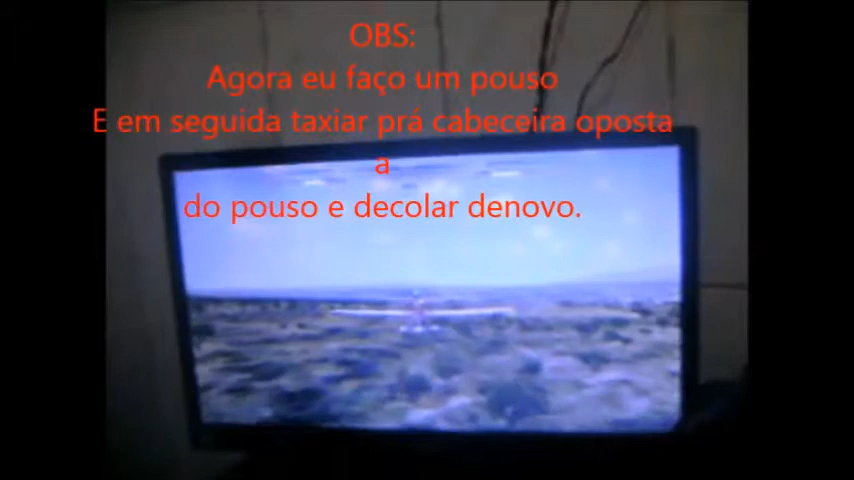 OBS:
Agora eu faço um pouso
E em seguida taxiar prá cabeceira oposta
a
do pouso e decolar denovo.